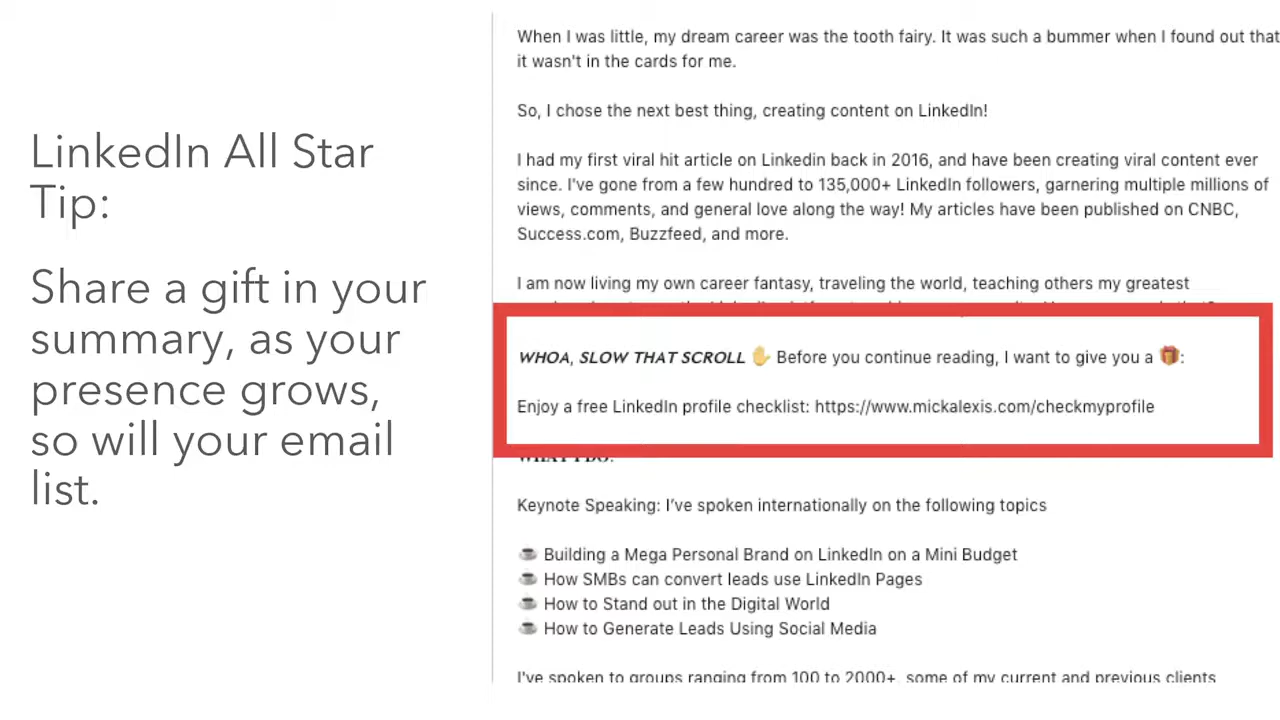 LinkedIn All Star
Tip:
Share a gift in your
summary, as your
presence grows,
so will your email
list.
When I was little, my dream career was the tooth fairy. It was such a bummer when I found out that
it wasn't in the cards for me.
So, I chose the next best thing, creating content on LinkedIn!
I had my first viral hit article on Linkedin back in 2016, and have been creating viral content ever
since. I've gone from a few hundred to 135,000+ LinkedIn followers, garnering multiple millions of
views, comments, and general love along the way! My articles have been published on CNBC,
Success.com, Buzzfeed, and more.
I am now living my own career fantasy, traveling the world, teaching others my greatest
WHOA, SLOW THAT SCROLL ✋ Before you continue reading, I want to give you a 🎁:
Enjoy a free LinkedIn profile checklist: https://www.mickalexis.com/checkmyprofile
WHAT I DO:
Keynote Speaking: I've spoken internationally on the following topics
☕ Building a Mega Personal Brand on LinkedIn on a Mini Budget
☕ How SMBs can convert leads use LinkedIn Pages
☕ How to Stand out in the Digital World
☕ How to Generate Leads Using Social Media
I've spoken to groups ranging from 100 to 2000+, some of my current and previous clients